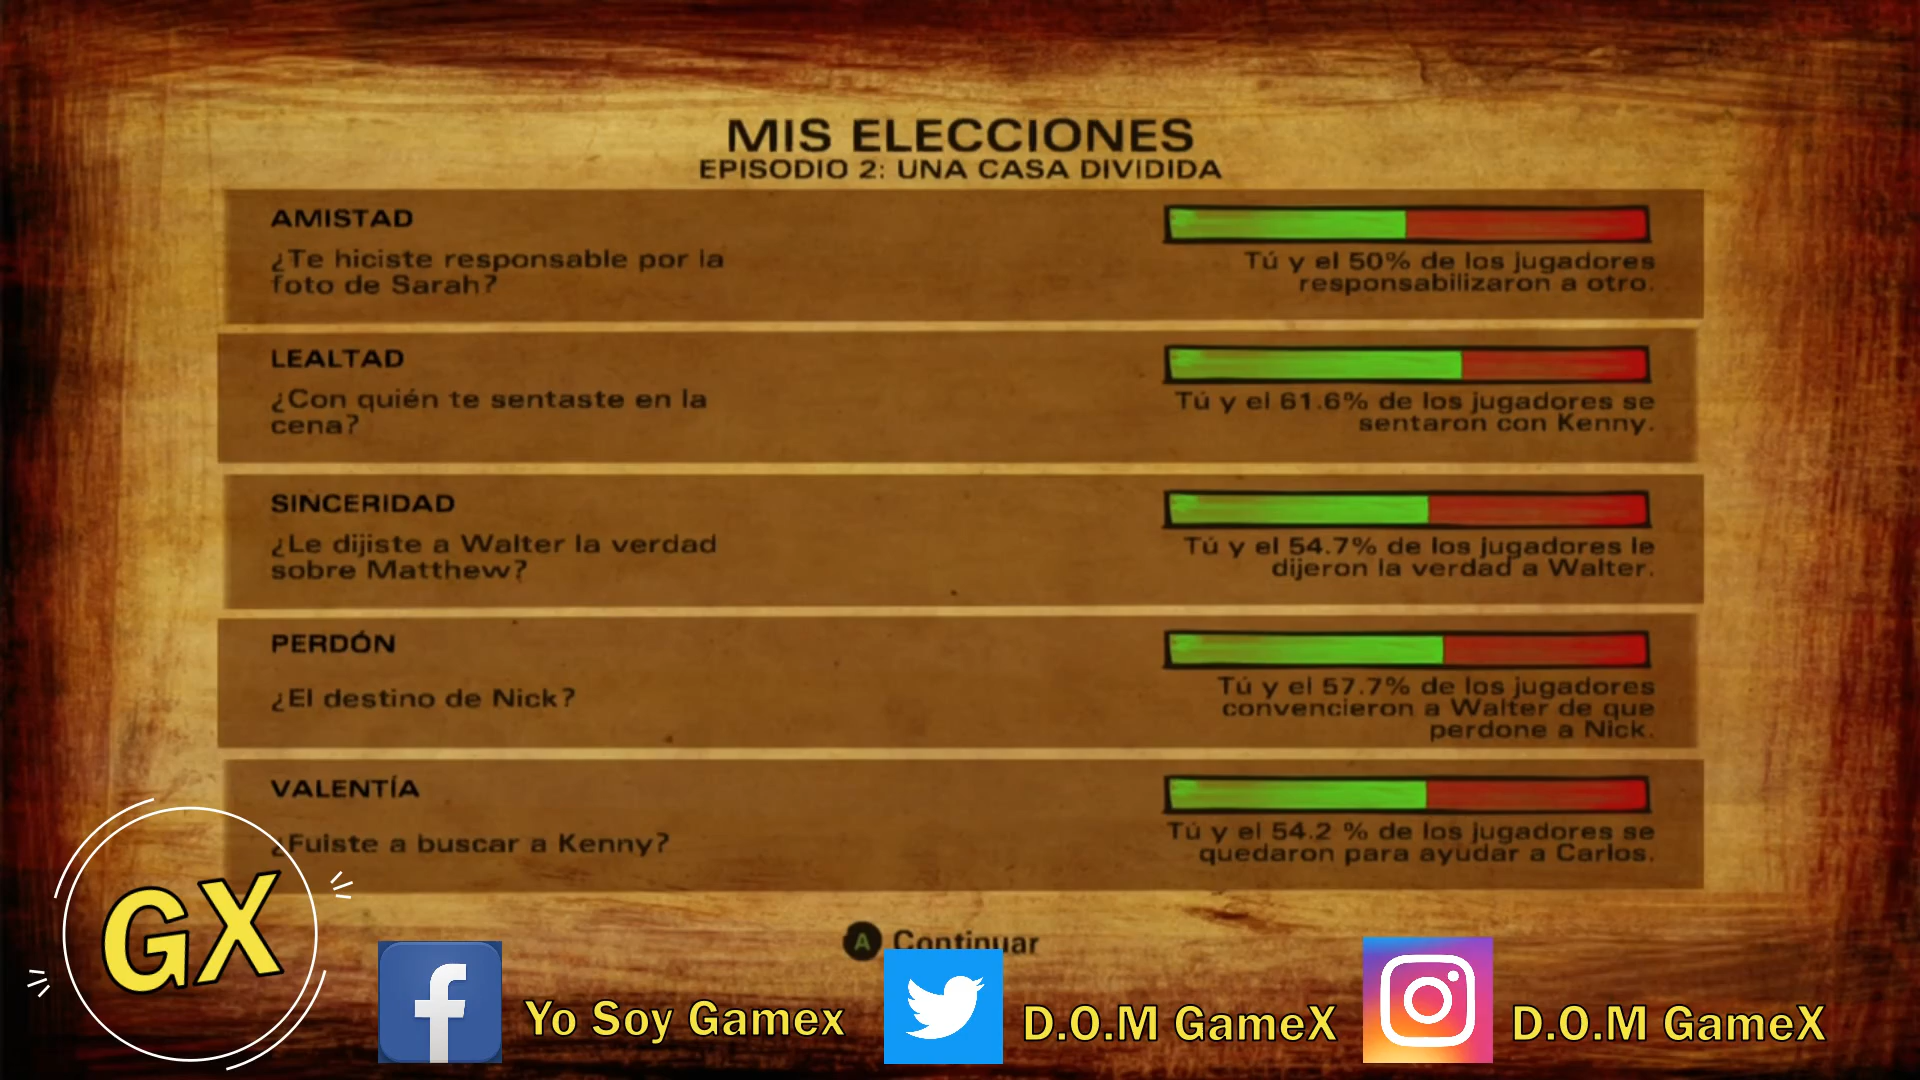 MIS ELECCIONES
EPISODIO 2: UNA CASA DIVIDIDA
AMISTAD
¿Te hiciste responsable por la
foto de Sarah?
Tú y el 50% de los jugadores
responsabilizaron a otro.
LEALTAD
¿Con quién te sentaste en la
cena?
Tú y el 61.6% de los jugadores se
sentaron con Kenny.
SINCERIDAD
¿Le dijiste a Walter la verdad
sobre Matthew?
Tú y el 54.7% de los jugadores le
dijeron la verdad a Walter.
PERDÓN
¿El destino de Nick?
Tú y el 57.7% de los jugadores
convencieron a Walter de que
perdone a Nick.
VALENTÍA
¿Fuiste a buscar a Kenny?
Tú y el 54.2 % de los jugadores se
quedaron para ayudar a Carlos.
A Continuar
GX
f Yo Soy Gamex
D.O.M GameX
D.O.M GameX